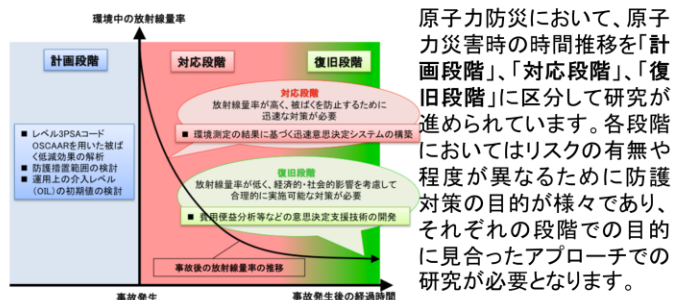 環境中の放射線量率
計画段階
対応段階
復旧段階
対応段階
放射線量率が高く、被ばくを防止するために
迅速な対策が必要
■ 環境測定の結果に基づく迅速意思決定システムの構築
■ レベル3PSAコード
OSCAARを用いた被ば
く低減効果の解析
■ 防護措置範囲の検討
■ 運用上の介入レベル
(OIL)の初期値の検討
復旧段階
放射線量率が低く、経済的・社会的影響を考慮して
合理的に実施可能な対策が必要
■ 費用便益分析等などの意思決定支援技術の開発
事故後の放射線量率の推移
事故発生
事故発生後の経過時間
原子力防災において、原子
力災害時の時間推移を「計
画段階」、「対応段階」、「復
旧段階」に区分して研究が
進められています。各段階
においてはリスクの有無や
程度が異なるために防護
対策の目的が様々であり、
それぞれの段階での目的
に見合ったアプローチでの
研究が必要となります。